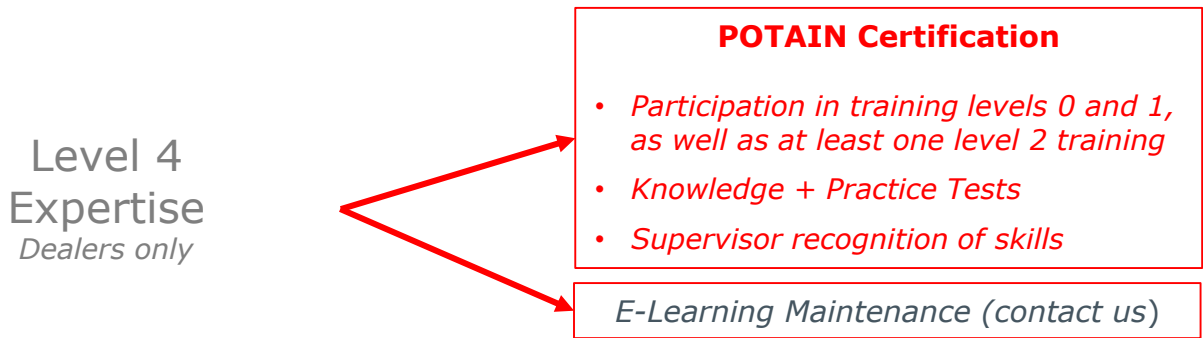 Level 4
Expertise
Dealers only
POTAIN Certification
• Participation in training levels 0 and 1,
as well as at least one level 2 training
• Knowledge + Practice Tests
• Supervisor recognition of skills
E-Learning Maintenance (contact us)